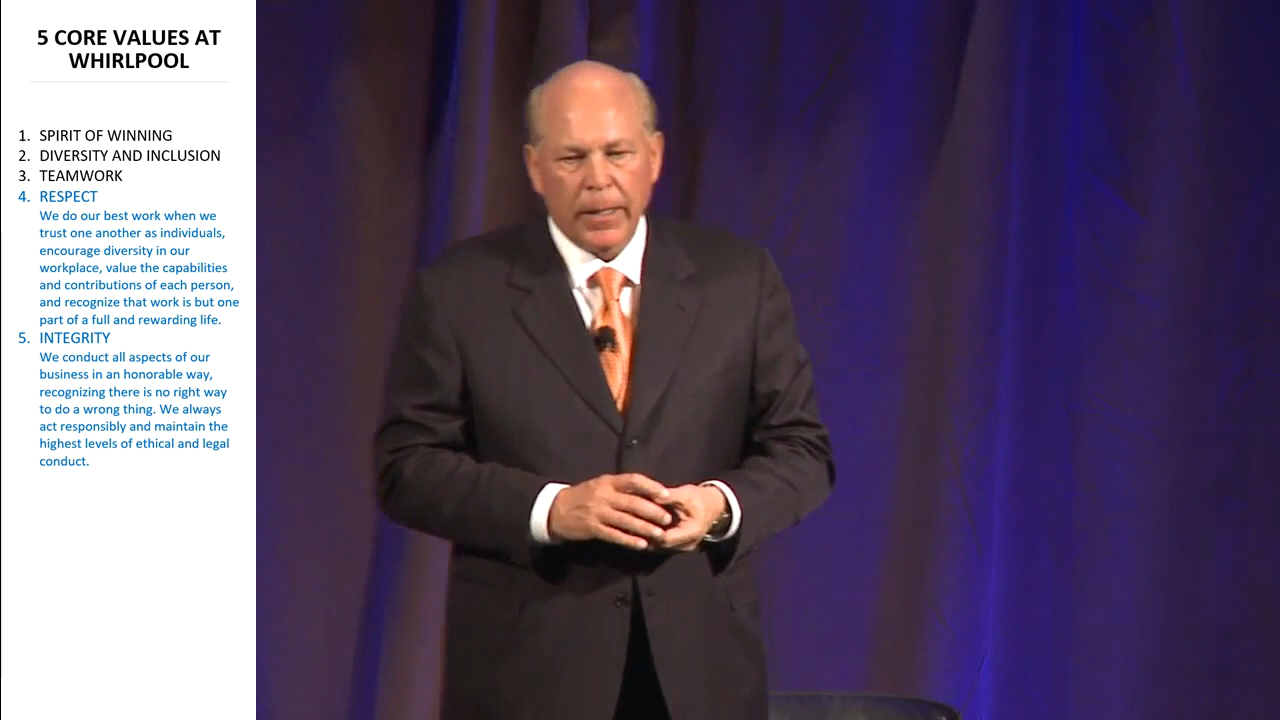 5 CORE VALUES AT
WHIRLPOOL
1. SPIRIT OF WINNING
2. DIVERSITY AND INCLUSION
3. TEAMWORK
4. RESPECT
We do our best work when we
trust one another as individuals,
encourage diversity in our
workplace, value the capabilities
and contributions of each person,
and recognize that work is but one
part of a full and rewarding life.
5. INTEGRITY
We conduct all aspects of our
business in an honorable way,
recognizing there is no right way
to do a wrong thing. We always
act responsibly and maintain the
highest levels of ethical and legal
conduct.